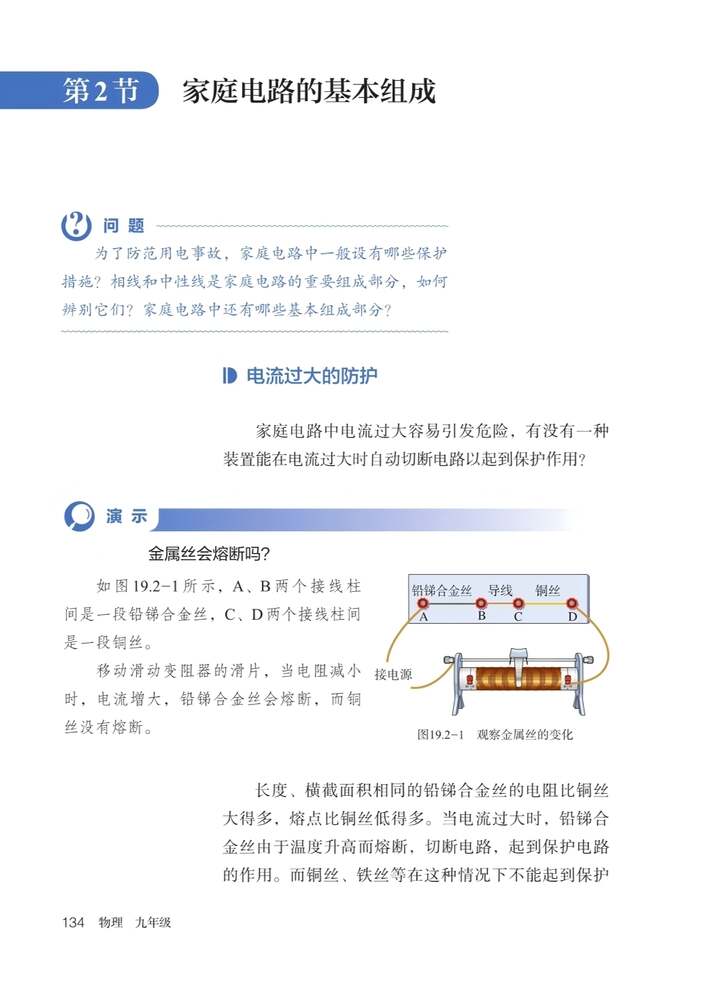 第2节 家庭电路的基本组成
问题
为了防范用电事故，家庭电路中一般设有哪些保护
措施？相线和中性线是家庭电路的重要组成部分，如何
辨别它们？家庭电路中还有哪些基本组成部分？
电流过大的防护
家庭电路中电流过大容易引发危险，有没有一种
装置能在电流过大时自动切断电路以起到保护作用？
演示
金属丝会熔断吗？
如图19.2-1所示，A、B两个接线柱
间是一段铅锑合金丝，C、D两个接线柱间
是一段铜丝。
移动滑动变阻器的滑片，当电阻减小
时，电流增大，铅锑合金丝会熔断，而铜
丝没有熔断。
铅锑合金丝 导线 铜丝
A B C D
接电源
图19.2-1 观察金属丝的变化
长度、横截面积相同的铅锑合金丝的电阻比铜丝
大得多，熔点比铜丝低得多。当电流过大时，铅锑合
金丝由于温度升高而熔断，切断电路，起到保护电路
的作用。而铜丝、铁丝等在这种情况下不能起到保护
134 物理 九年级